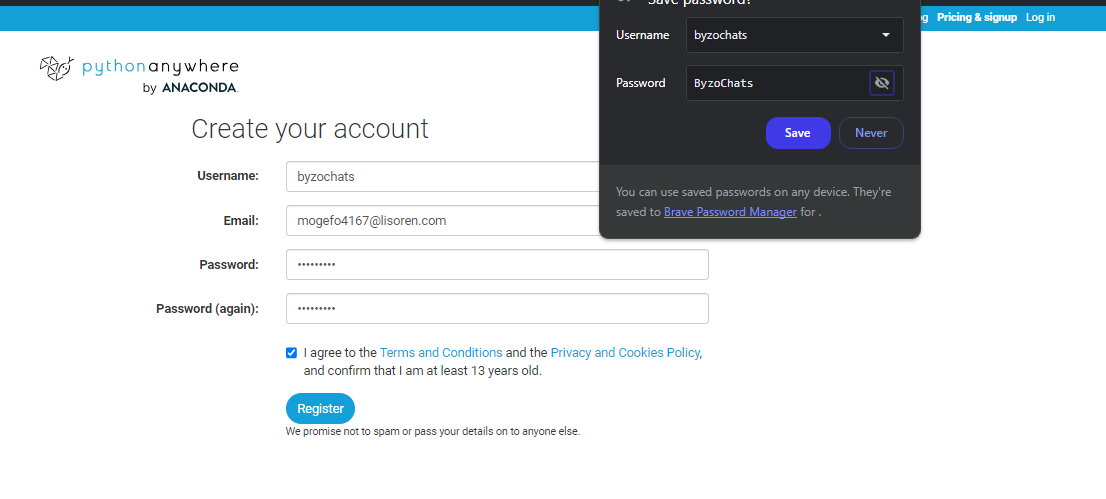 Save password?
Username byzochats
Password ByzoChats
Save Never
You can use saved passwords on any device. They're
saved to Brave Password Manager for .
Pricing & signup Log in
pythonanywhere
by ANACONDA.
Create your account
Username: byzochats
Email: mogefo4167@lisoren.com
Password: •••••••••
Password (again): •••••••••
I agree to the Terms and Conditions and the Privacy and Cookies Policy,
and confirm that I am at least 13 years old.
Register
We promise not to spam or pass your details on to anyone else.